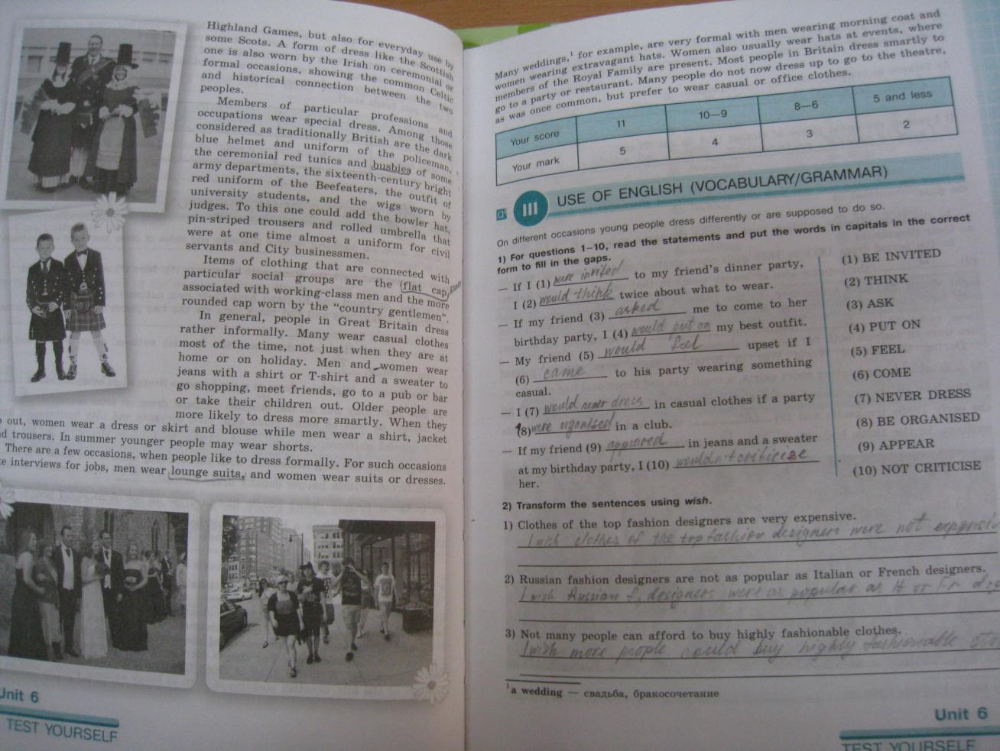 Highland Games, but also for everyday use by
some Scots. A form of dress like the Scottish
one is also worn by the Irish on ceremonial or
formal occasions, showing the common Celtic
and historical connection between the two
peoples.
Members of particular professions and
occupations wear special dress. Among those
considered as traditionally British are the dark
blue helmet and uniform of the policeman,
the ceremonial red tunics and busbies of some
army departments, the sixteenth-century bright
red uniform of the Beefeaters, the outfit of
university students, and the wigs worn by
judges. To this one could add the bowler hat,
pin-striped trousers and rolled umbrella that
were at one time almost a uniform for civil
servants and City businessmen.
Items of clothing that are connected with
particular social groups are the flat cap,
associated with working-class men and the more
rounded cap worn by the “country gentlemen”.
In general, people in Great Britain dress
rather informally. Many wear casual clothes
most of the time, not just when they are at
home or on holiday. Men and women wear
jeans with a shirt or T-shirt and a sweater to
go shopping, meet friends, go to a pub or bar
or take their children out. Older people are
more likely to dress more smartly. When they
out, women wear a dress or skirt and blouse while men wear a shirt, jacket
trousers. In summer younger people may wear shorts.
There are a few occasions, when people like to dress formally. For such occasions
interviews for jobs, men wear lounge suits, and women wear suits or dresses.
Unit 6
TEST YOURSELF
Many weddings,¹ for example, are very formal with men wearing morning coat and
women wearing extravagant hats. Women also usually wear hats at events, where
members of the Royal Family are present. Most people in Britain dress smartly to
go to a party or restaurant. Many people do not now dress up to go to the theatre,
as was once common, but prefer to wear casual or office clothes.
Your score 11 10—9 8—6 5 and less
Your mark 5 4 3 2
III USE OF ENGLISH (VOCABULARY/GRAMMAR)
On different occasions young people dress differently or are supposed to do so.
1) For questions 1–10, read the statements and put the words in capitals in the correct
form to fill in the gaps.
— If I (1) were invited to my friend’s dinner party,
I (2) would think twice about what to wear.
— If my friend (3) asked me to come to her
birthday party, I (4) would put on my best outfit.
— My friend (5) would feel upset if I
(6) came to his party wearing something
casual.
— I (7) would never dress in casual clothes if a party
(8) were organised in a club.
— If my friend (9) appeared in jeans and a sweater
at my birthday party, I (10) wouldn't criticise
her.
(1) BE INVITED
(2) THINK
(3) ASK
(4) PUT ON
(5) FEEL
(6) COME
(7) NEVER DRESS
(8) BE ORGANISED
(9) APPEAR
(10) NOT CRITICISE
2) Transform the sentences using wish.
1) Clothes of the top fashion designers are very expensive.
I wish clothes of the top fashion designers were not
2) Russian fashion designers are not as popular as Italian or French designers.
I wish Russian f. designers were as popular as It or Fr
3) Not many people can afford to buy highly fashionable clothes.
I wish more people could buy highly fashionable
¹a wedding — свадьба, бракосочетание
Unit 6
TEST YOURSELF